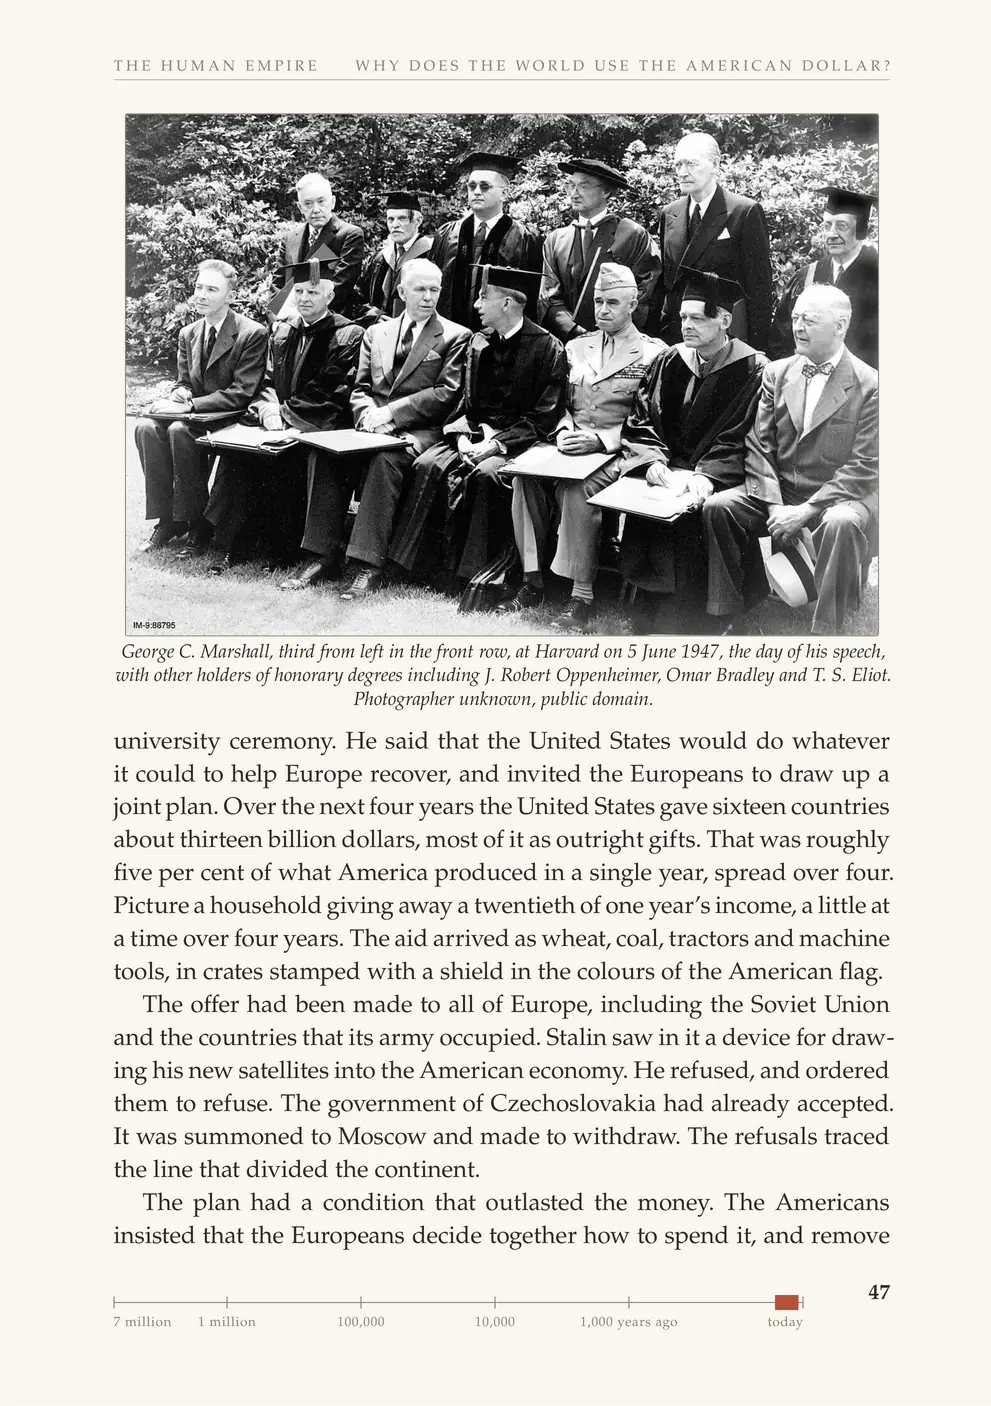 THE HUMAN EMPIRE WHY DOES THE WORLD USE THE AMERICAN DOLLAR?
IM-9:88795
George C. Marshall, third from left in the front row, at Harvard on 5 June 1947, the day of his speech,
with other holders of honorary degrees including J. Robert Oppenheimer, Omar Bradley and T. S. Eliot.
Photographer unknown, public domain.
university ceremony. He said that the United States would do whatever
it could to help Europe recover, and invited the Europeans to draw up a
joint plan. Over the next four years the United States gave sixteen countries
about thirteen billion dollars, most of it as outright gifts. That was roughly
five per cent of what America produced in a single year, spread over four.
Picture a household giving away a twentieth of one year’s income, a little at
a time over four years. The aid arrived as wheat, coal, tractors and machine
tools, in crates stamped with a shield in the colours of the American flag.
The offer had been made to all of Europe, including the Soviet Union
and the countries that its army occupied. Stalin saw in it a device for draw-
ing his new satellites into the American economy. He refused, and ordered
them to refuse. The government of Czechoslovakia had already accepted.
It was summoned to Moscow and made to withdraw. The refusals traced
the line that divided the continent.
The plan had a condition that outlasted the money. The Americans
insisted that the Europeans decide together how to spend it, and remove
47
7 million 1 million 100,000 10,000 1,000 years ago today